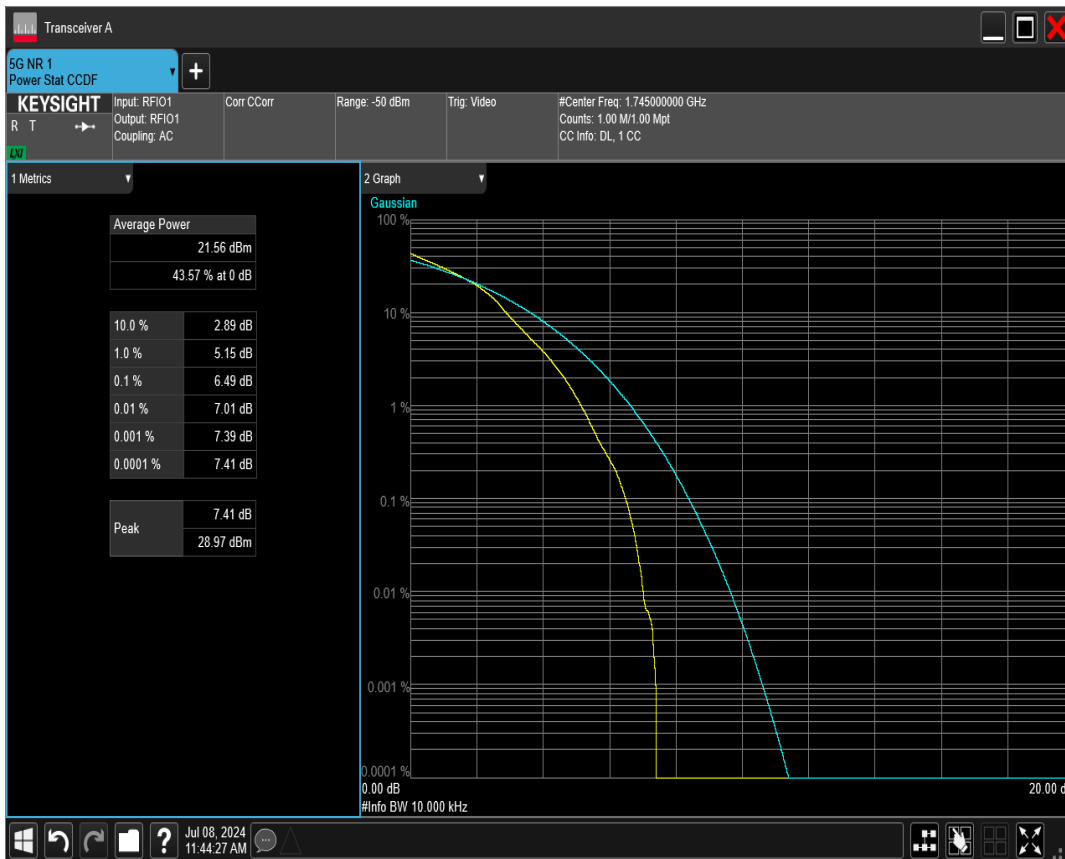 Transceiver A
5G NR 1
Power Stat CCDF
KEYSIGHT
R T
LXI
Input: RFIO1
Output: RFIO1
Coupling: AC
Corr CCorr
Range: -50 dBm
Trig: Video
#Center Freq: 1.745000000 GHz
Counts: 1.00 M/1.00 Mpt
CC Info: DL, 1 CC
1 Metrics
Average Power
21.56 dBm
43.57 % at 0 dB
10.0 % 2.89 dB
1.0 % 5.15 dB
0.1 % 6.49 dB
0.01 % 7.01 dB
0.001 % 7.39 dB
0.0001 % 7.41 dB
Peak
7.41 dB
28.97 dBm
2 Graph
Gaussian
100 %
10 %
1 %
0.1 %
0.01 %
0.001 %
0.0001 %
0.00 dB
20.00 d
#Info BW 10.000 kHz
Jul 08, 2024
11:44:27 AM